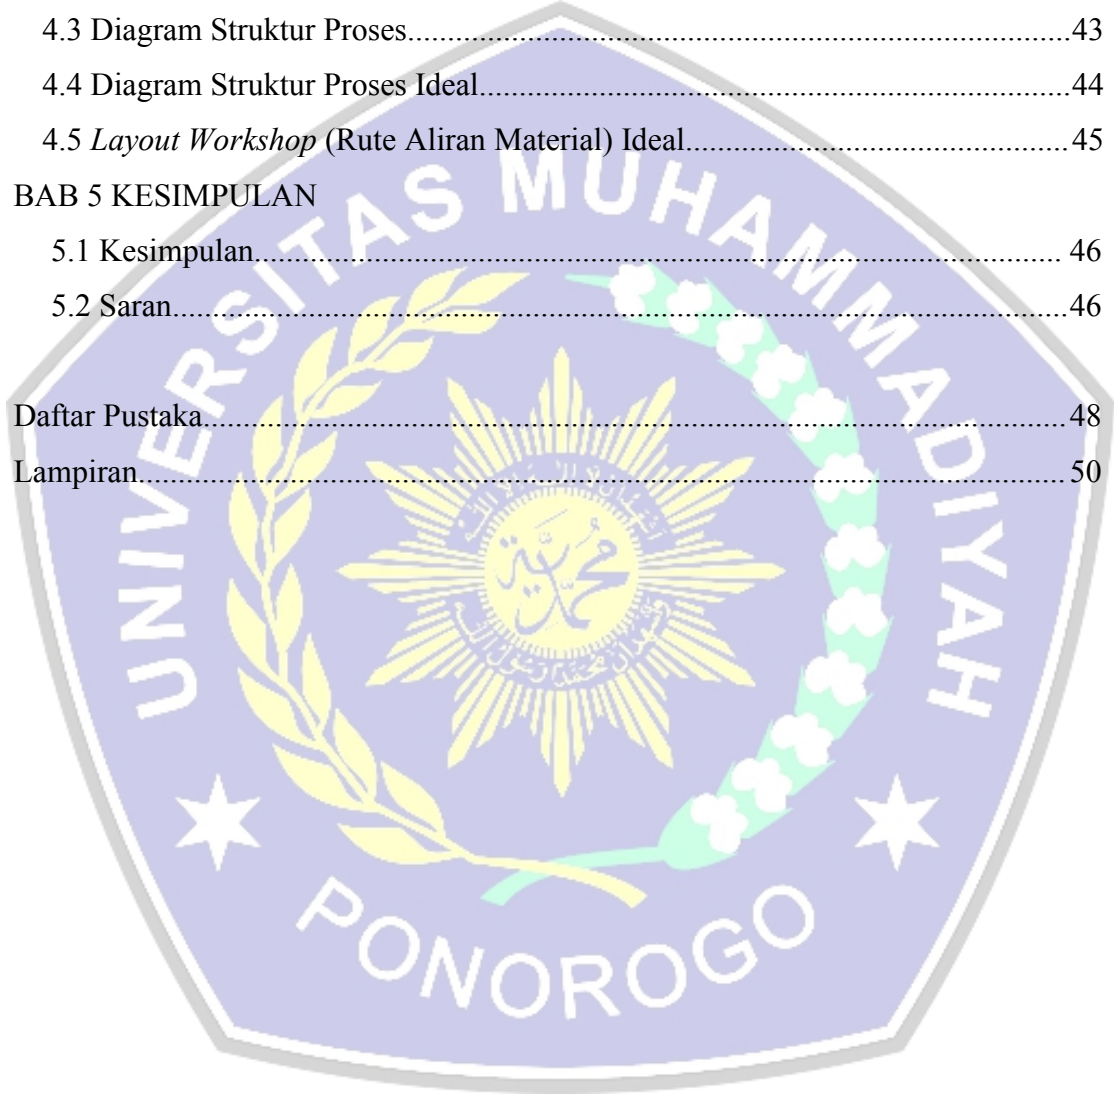 4.3 Diagram Struktur Proses........................................................................43
4.4 Diagram Struktur Proses Ideal................................................................44
4.5 Layout Workshop (Rute Aliran Material) Ideal..........................................45
BAB 5 KESIMPULAN
5.1 Kesimpulan........................................................................................ 46
5.2 Saran..................................................................................................46
Daftar Pustaka...........................................................................................48
Lampiran...................................................................................................50
UNIVERSITAS MUHAMMADIYAH
محمدية
PONOROGO